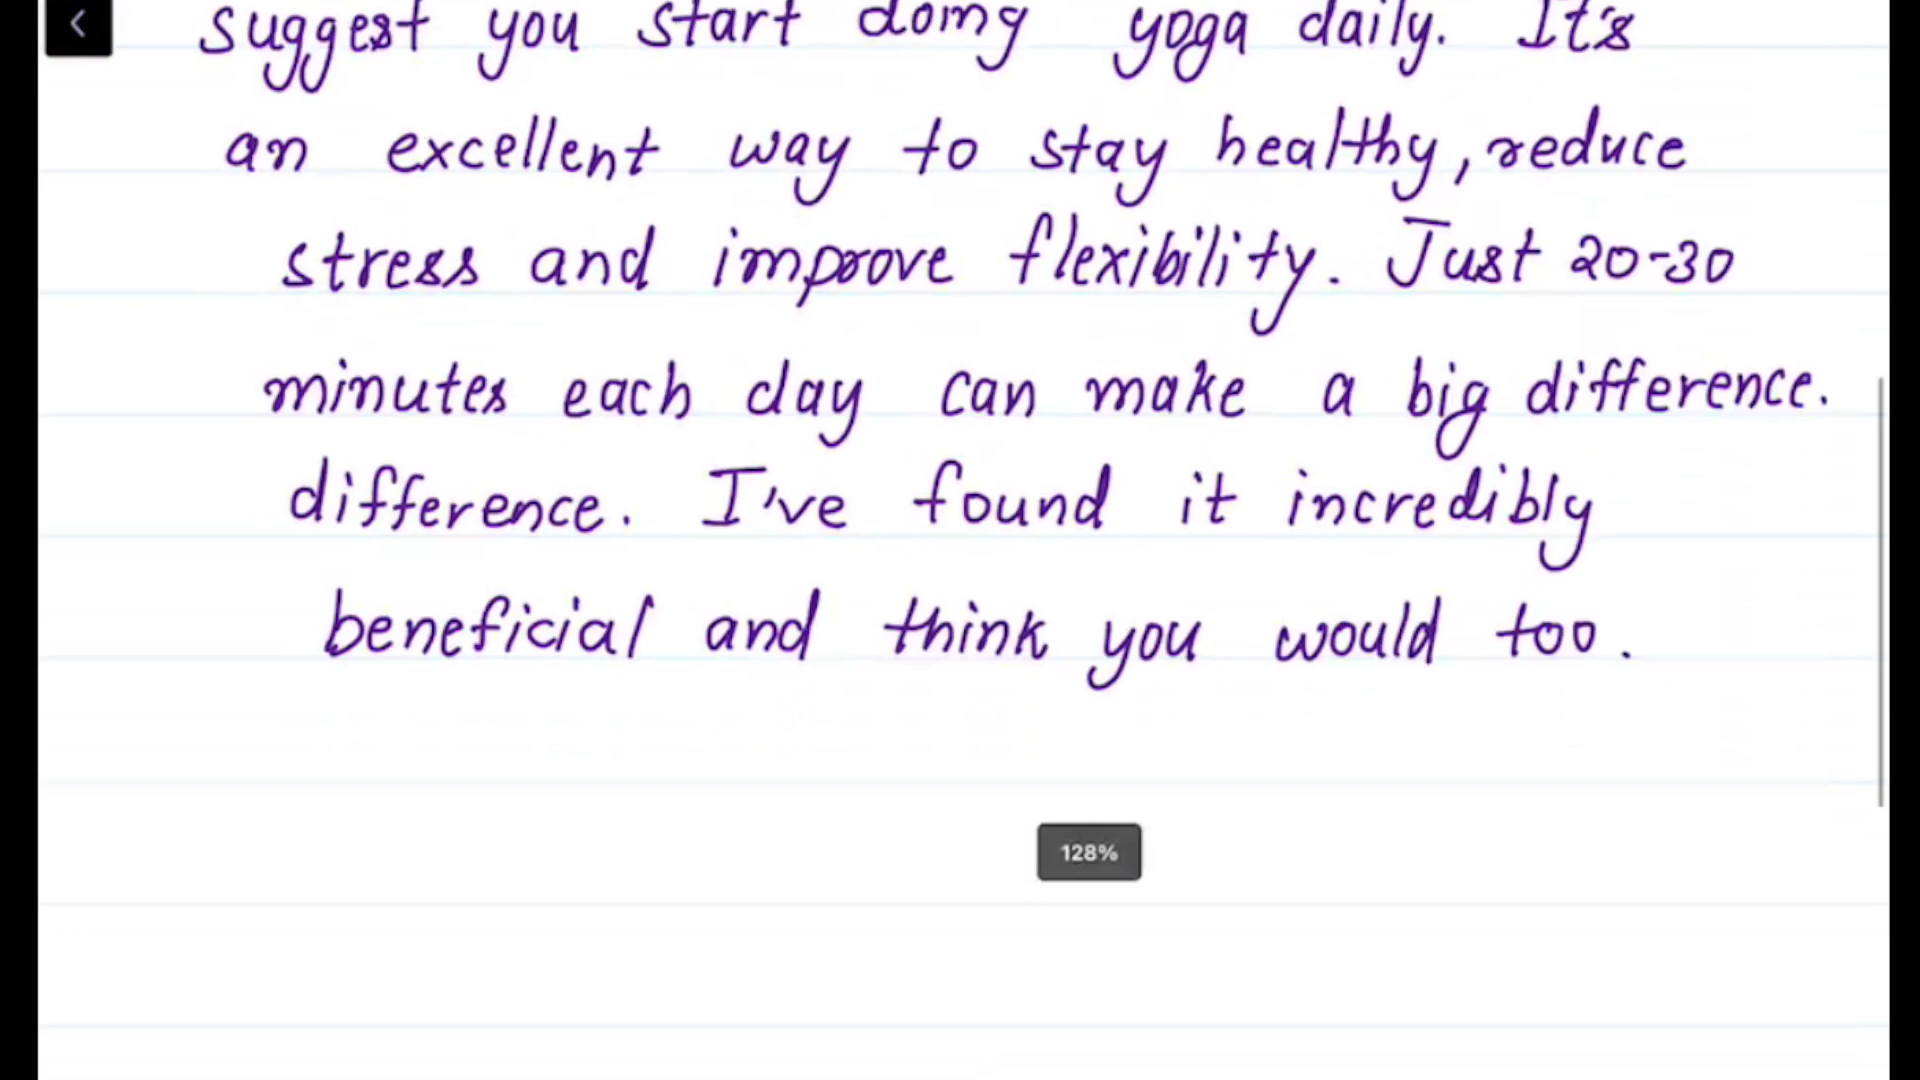 suggest you start doing yoga daily. It's
an excellent way to stay healthy, reduce
stress and improve flexibility. Just 20-30
minutes each day can make a big difference.
difference. I've found it incredibly
beneficial and think you would too.
128%